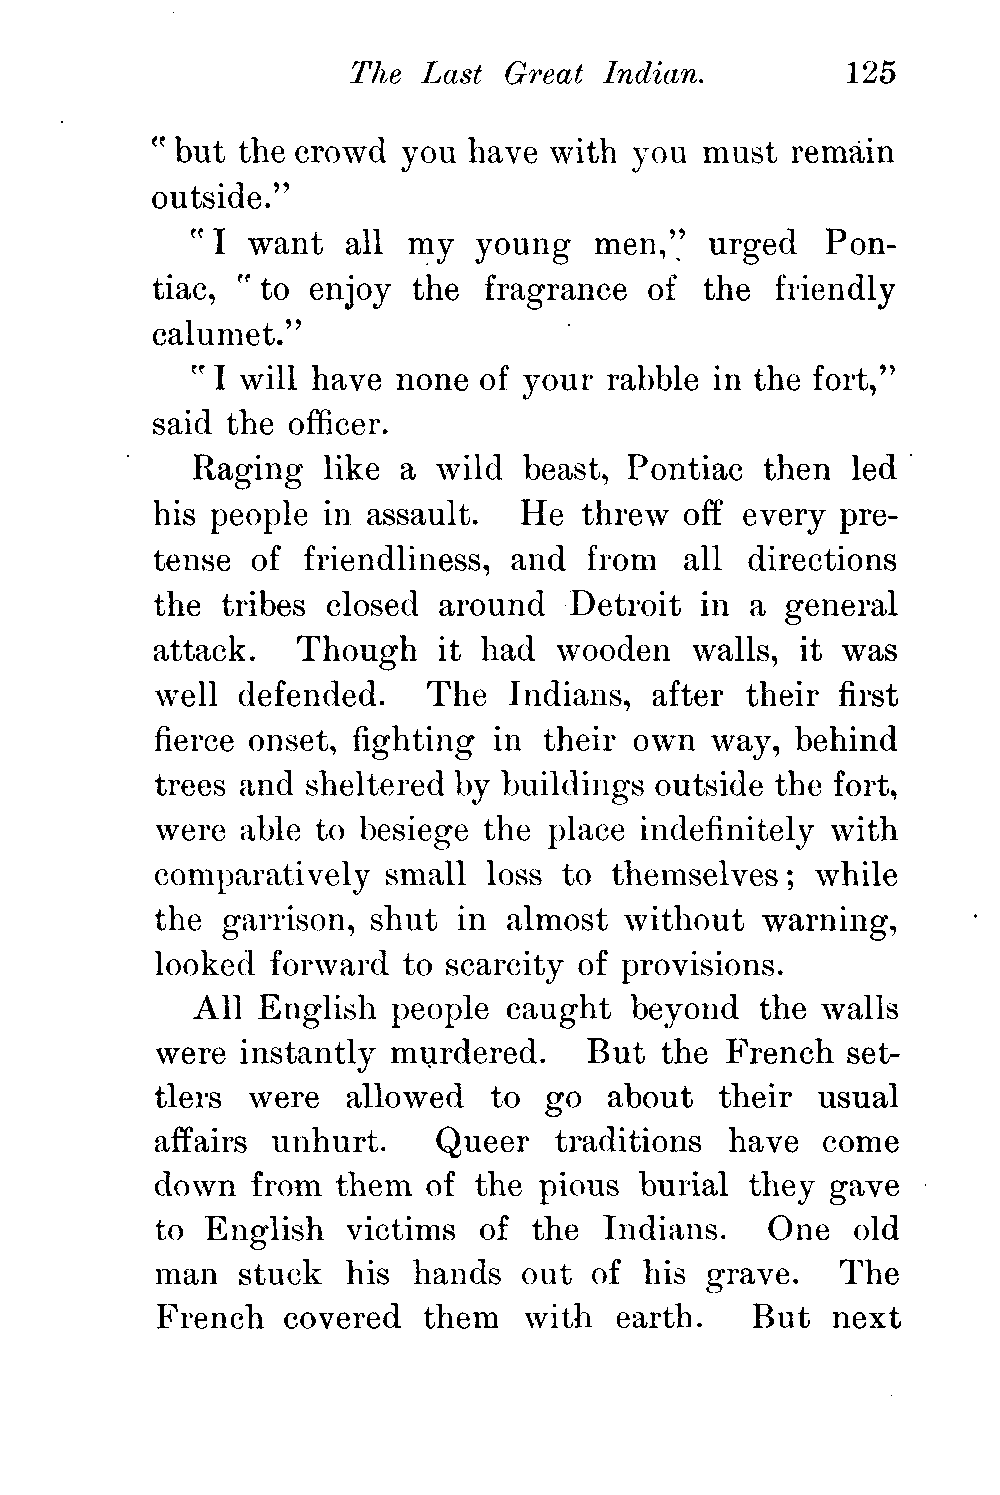 The Last Great Indian. 125
"but the crowd you have with you must remain
outside."
"I want all my young men," urged Pon-
tiac, "to enjoy the fragrance of the friendly
calumet."
"I will have none of your rabble in the fort,"
said the officer.
Raging like a wild beast, Pontiac then led
his people in assault. He threw off every pre-
tense of friendliness, and from all directions
the tribes closed around Detroit in a general
attack. Though it had wooden walls, it was
well defended. The Indians, after their first
fierce onset, fighting in their own way, behind
trees and sheltered by buildings outside the fort,
were able to besiege the place indefinitely with
comparatively small loss to themselves; while
the garrison, shut in almost without warning,
looked forward to scarcity of provisions.
All English people caught beyond the walls
were instantly murdered. But the French set-
tlers were allowed to go about their usual
affairs unhurt. Queer traditions have come
down from them of the pious burial they gave
to English victims of the Indians. One old
man stuck his hands out of his grave. The
French covered them with earth. But next